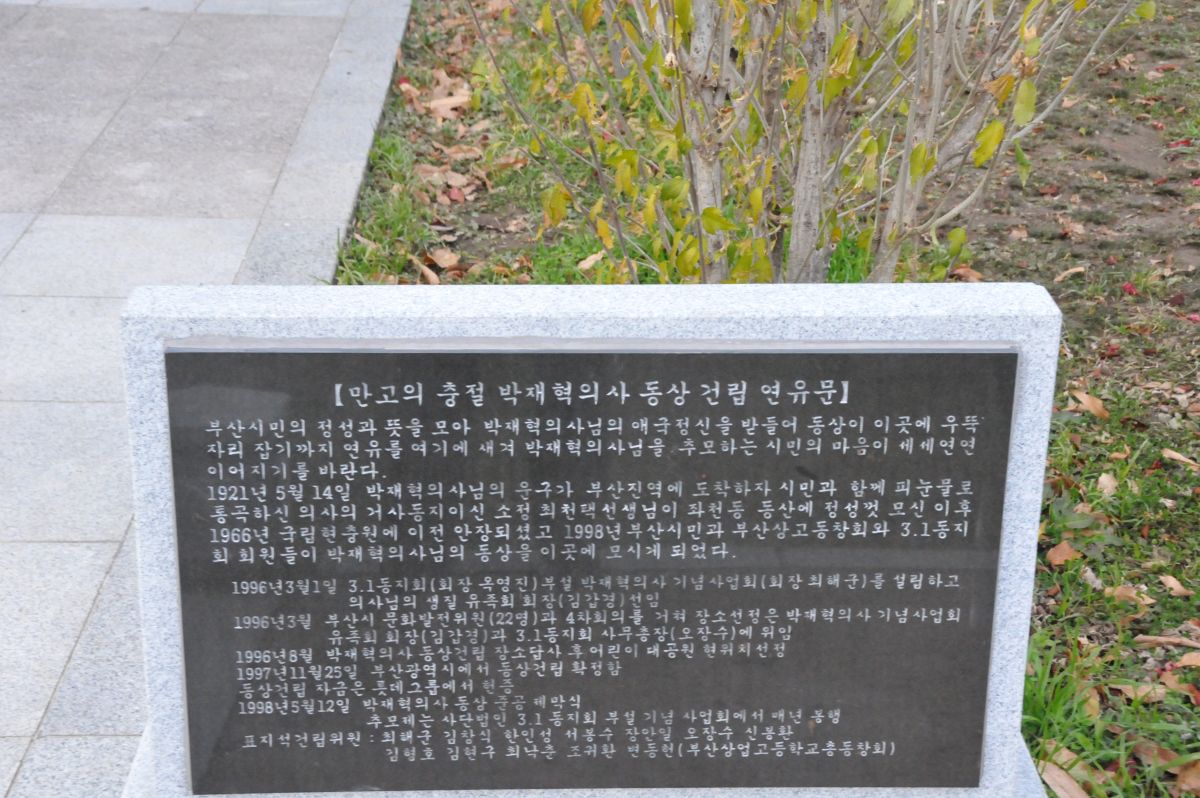 【만고의 충절 박재혁의사 동상 건립 연유문】
부산시민의 정성과 뜻을 모아 박재혁의사님의 애국정신을 받들어 동상이 이곳에 우뚝
자리 잡기까지 연유를 여기에 새겨 박재혁의사님을 추모하는 시민의 마음이 세세연연
이어지기를 바란다.
1921년 5월 14일 박재혁의사님의 운구가 부산진역에 도착하자 시민과 함께 피눈물로
통곡하신 의사의 거사동지이신 소정 최천택선생님이 좌천동 동산에 정성껏 모신 이후
1966년 국립현충원에 이전 안장되셨고 1998년 부산시민과 부산상고동창회와 3.1동지
회 회원들이 박재혁의사님의 동상을 이곳에 모시게 되었다.
1996년3월1일 3.1동지회(회장 옥영진)부설 박재혁의사 기념사업회(회장 최해군)를 설립하고
의사님의 생질 유족회 회장(김갑경)선임
1996년3월 부산시 문화발전위원(22명)과 4차회의를 거쳐 장소선정은 박재혁의사 기념사업회
유족회 회장(김갑경)과 3.1동지회 사무총장(오장수)에 위임
1996년8월 박재혁의사 동상건립 장소답사 후 어린이 대공원 현위치선정
1997년11월25일 부산광역시에서 동상건립 확정함
동상건립 자금은 롯데그룹에서 헌증
1998년5월12일 박재혁의사 동상 준공 제막식
추모제는 사단법인 3.1 동지회 부설 기념 사업회에서 매년 봉행
표지석건립위원 : 최해군 김창식 한인성 서봉수 장안일 오장수 신봉환
김형호 김현구 최낙춘 조귀환 변동헌(부산상업고등학교총동창회)